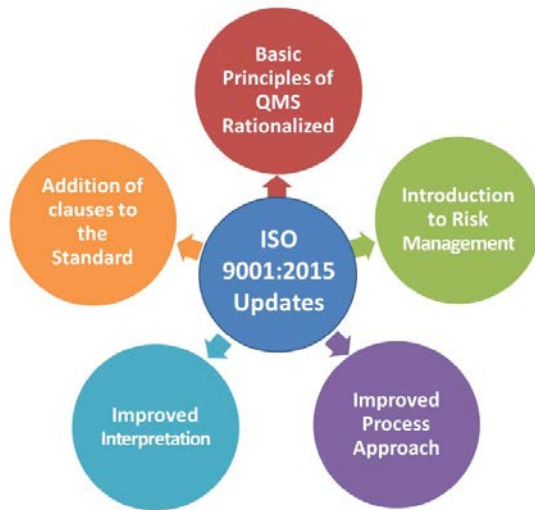 Basic
Principles of
QMS
Rationalized
Addition of
clauses to
the
Standard
Introduction
to Risk
Management
ISO
9001:2015
Updates
Improved
Interpretation
Improved
Process
Approach